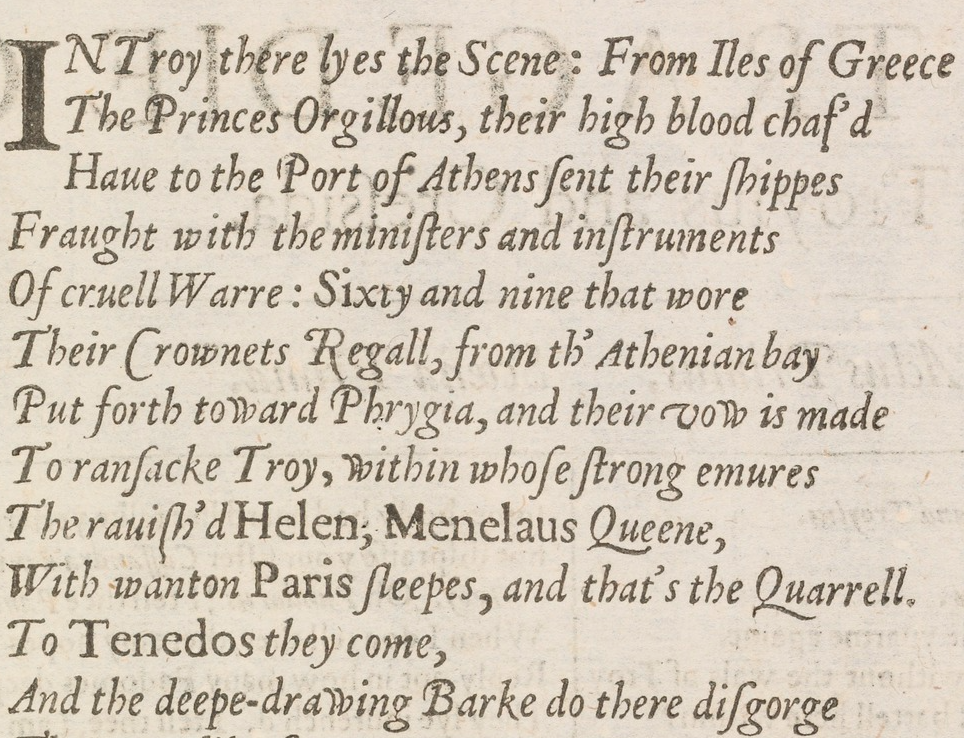 IN Troy there lyes the Scene: From Iles of Greece
The Princes Orgillous, their high blood chaf'd
Haue to the Port of Athens ſent their ſhippes
Fraught with the miniſters and inſtruments
Of cruell Warre: Sixty and nine that wore
Their Crownets Regall, from th' Athenian bay
Put forth toward Phrygia, and their vow is made
To ranſacke Troy, within whoſe ſtrong emures
The rauiſh'd Helen, Menelaus Queene,
With wanton Paris ſleepes, and that's the Quarrell.
To Tenedos they come,
And the deepe-drawing Barke do there diſgorge